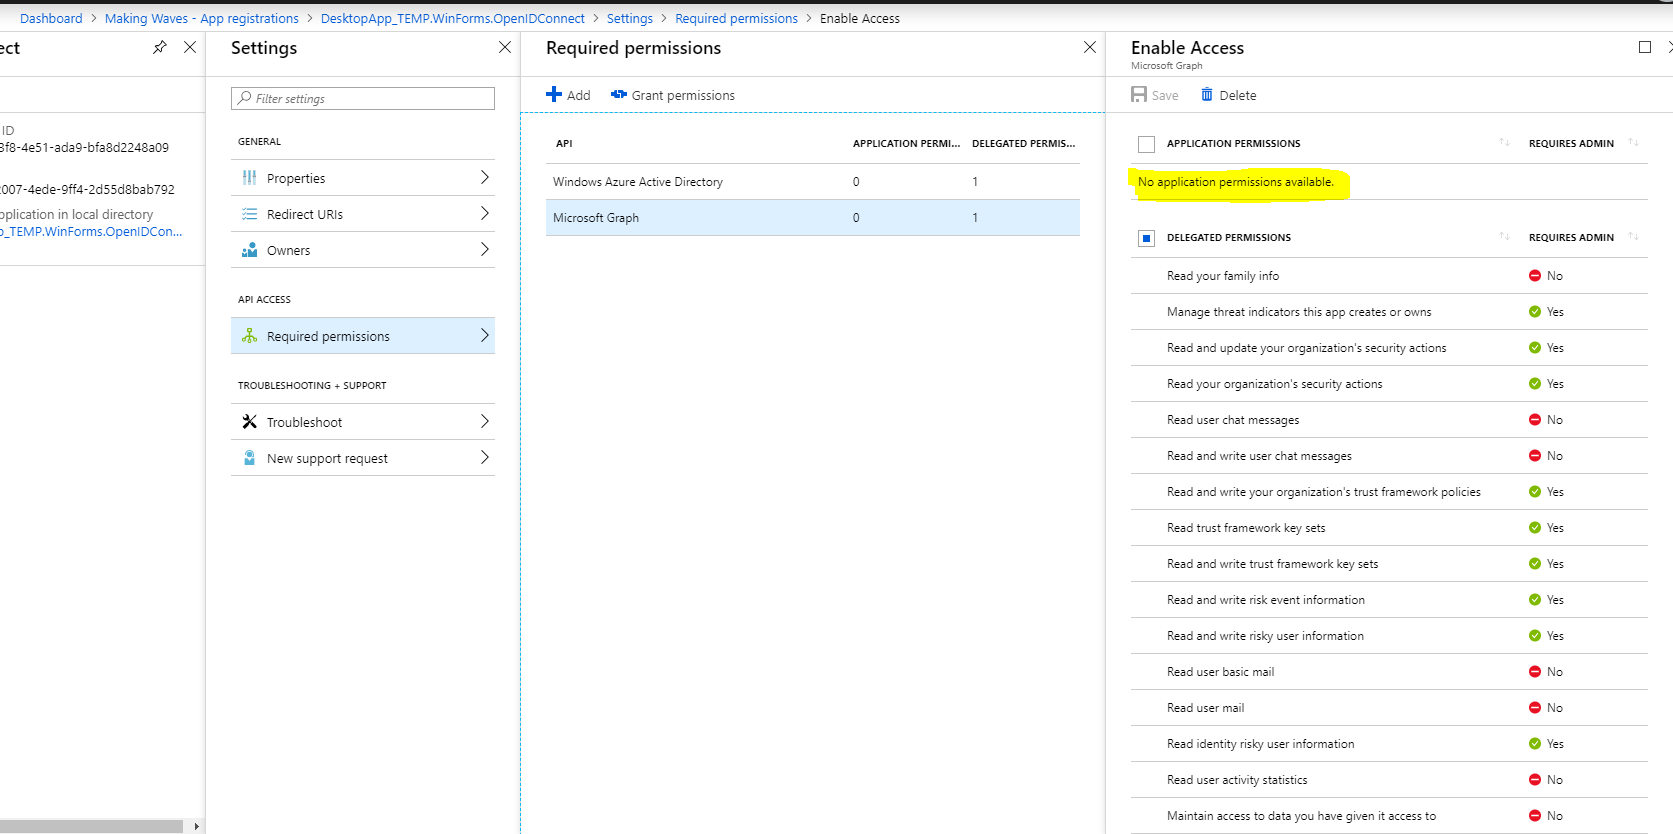 Dashboard > Making Waves - App registrations > DesktopApp_TEMP.WinForms.OpenIDConnect > Settings > Required permissions > Enable Access
ect
ID
8f8-4e51-ada9-bfa8d2248a09
2007-4ede-9ff4-2d55d8bab792
pplication in local directory
p_TEMP.WinForms.OpenIDCon...
Settings
Filter settings
GENERAL
Properties
Redirect URIs
Owners
API ACCESS
Required permissions
TROUBLESHOOTING + SUPPORT
Troubleshoot
New support request
Required permissions
Add Grant permissions
API APPLICATION PERMI... DELEGATED PERMIS...
Windows Azure Active Directory 0 1
Microsoft Graph 0 1
Enable Access
Microsoft Graph
Save Delete
APPLICATION PERMISSIONS REQUIRES ADMIN
No application permissions available.
DELEGATED PERMISSIONS REQUIRES ADMIN
Read your family info No
Manage threat indicators this app creates or owns Yes
Read and update your organization's security actions Yes
Read your organization's security actions Yes
Read user chat messages No
Read and write user chat messages No
Read and write your organization's trust framework policies Yes
Read trust framework key sets Yes
Read and write trust framework key sets Yes
Read and write risk event information Yes
Read and write risky user information Yes
Read user basic mail No
Read user mail No
Read identity risky user information Yes
Read user activity statistics No
Maintain access to data you have given it access to No